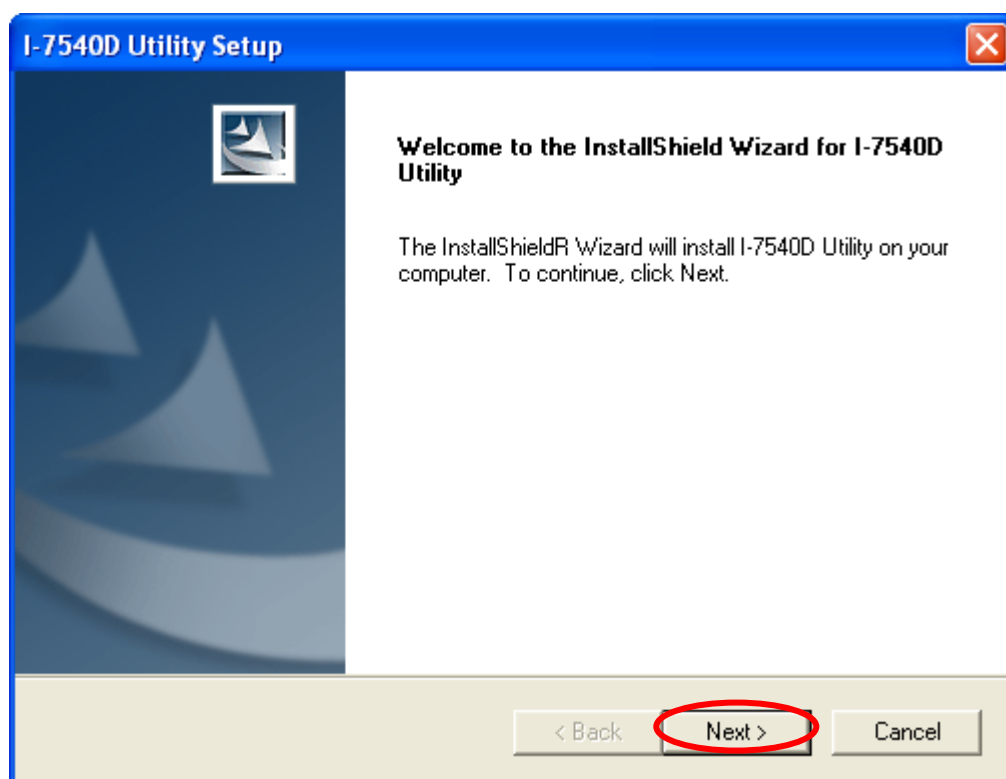 I-7540D Utility Setup
Welcome to the InstallShield Wizard for I-7540D
Utility
The InstallShieldR Wizard will install I-7540D Utility on your
computer.  To continue, click Next.
< Back
Next >
Cancel